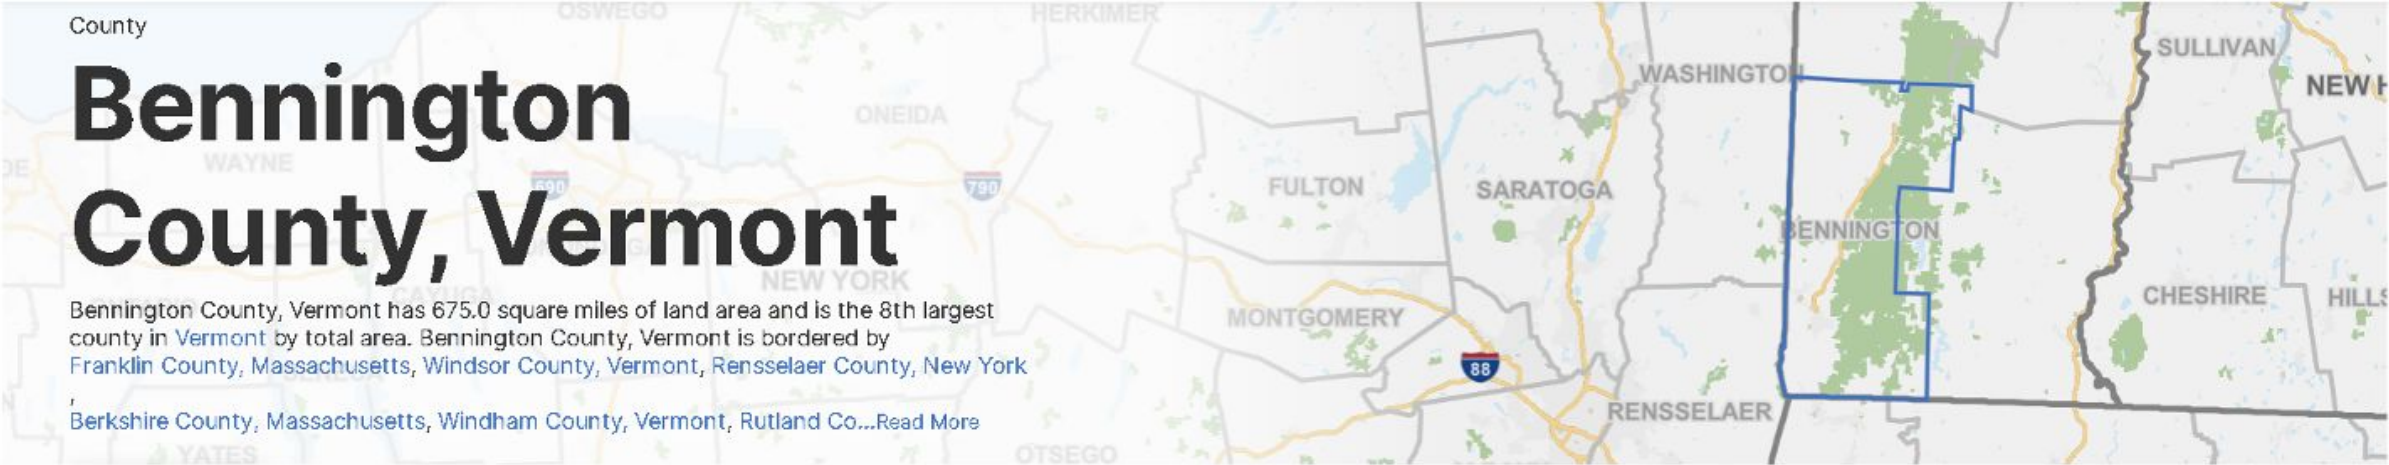 County
Bennington
County, Vermont
Bennington County, Vermont has 675.0 square miles of land area and is the 8th largest
county in Vermont by total area. Bennington County, Vermont is bordered by
Franklin County, Massachusetts, Windsor County, Vermont, Rensselaer County, New York
,
Berkshire County, Massachusetts, Windham County, Vermont, Rutland Co...Read More
OSWEGO
HERKIMER
ONEIDA
WAYNE
690
790
NEW YORK
CAYUGA
YATES
OTSEGO
WASHINGTON
SULLIVAN
NEW H
FULTON
SARATOGA
BENNINGTON
MONTGOMERY
CHESHIRE
HILLS
88
RENSSELAER